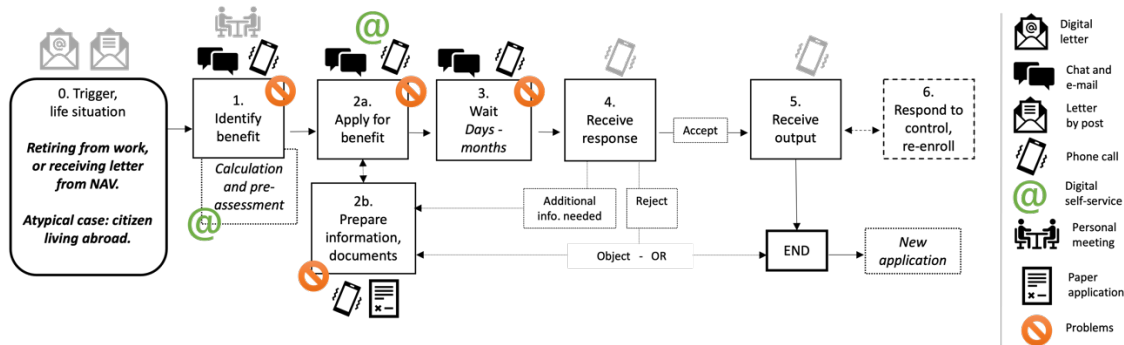 0. Trigger,
life situation
Retiring from work,
or receiving letter
from NAV.
Atypical case: citizen
living abroad.
1.
Identify
benefit
Calculation
and pre-
assessment
@
2a.
Apply for
benefit
@
2b.
Prepare
information,
documents
3.
Wait
Days -
months
4.
Receive
response
Accept
Additional
info. needed
Reject
Object - OR
5.
Receive
output
END
New
application
6.
Respond to
control,
re-enroll
Digital
letter
Chat and
e-mail
Letter
by post
Phone call
@
Digital
self-service
Personal
meeting
Paper
application
Problems